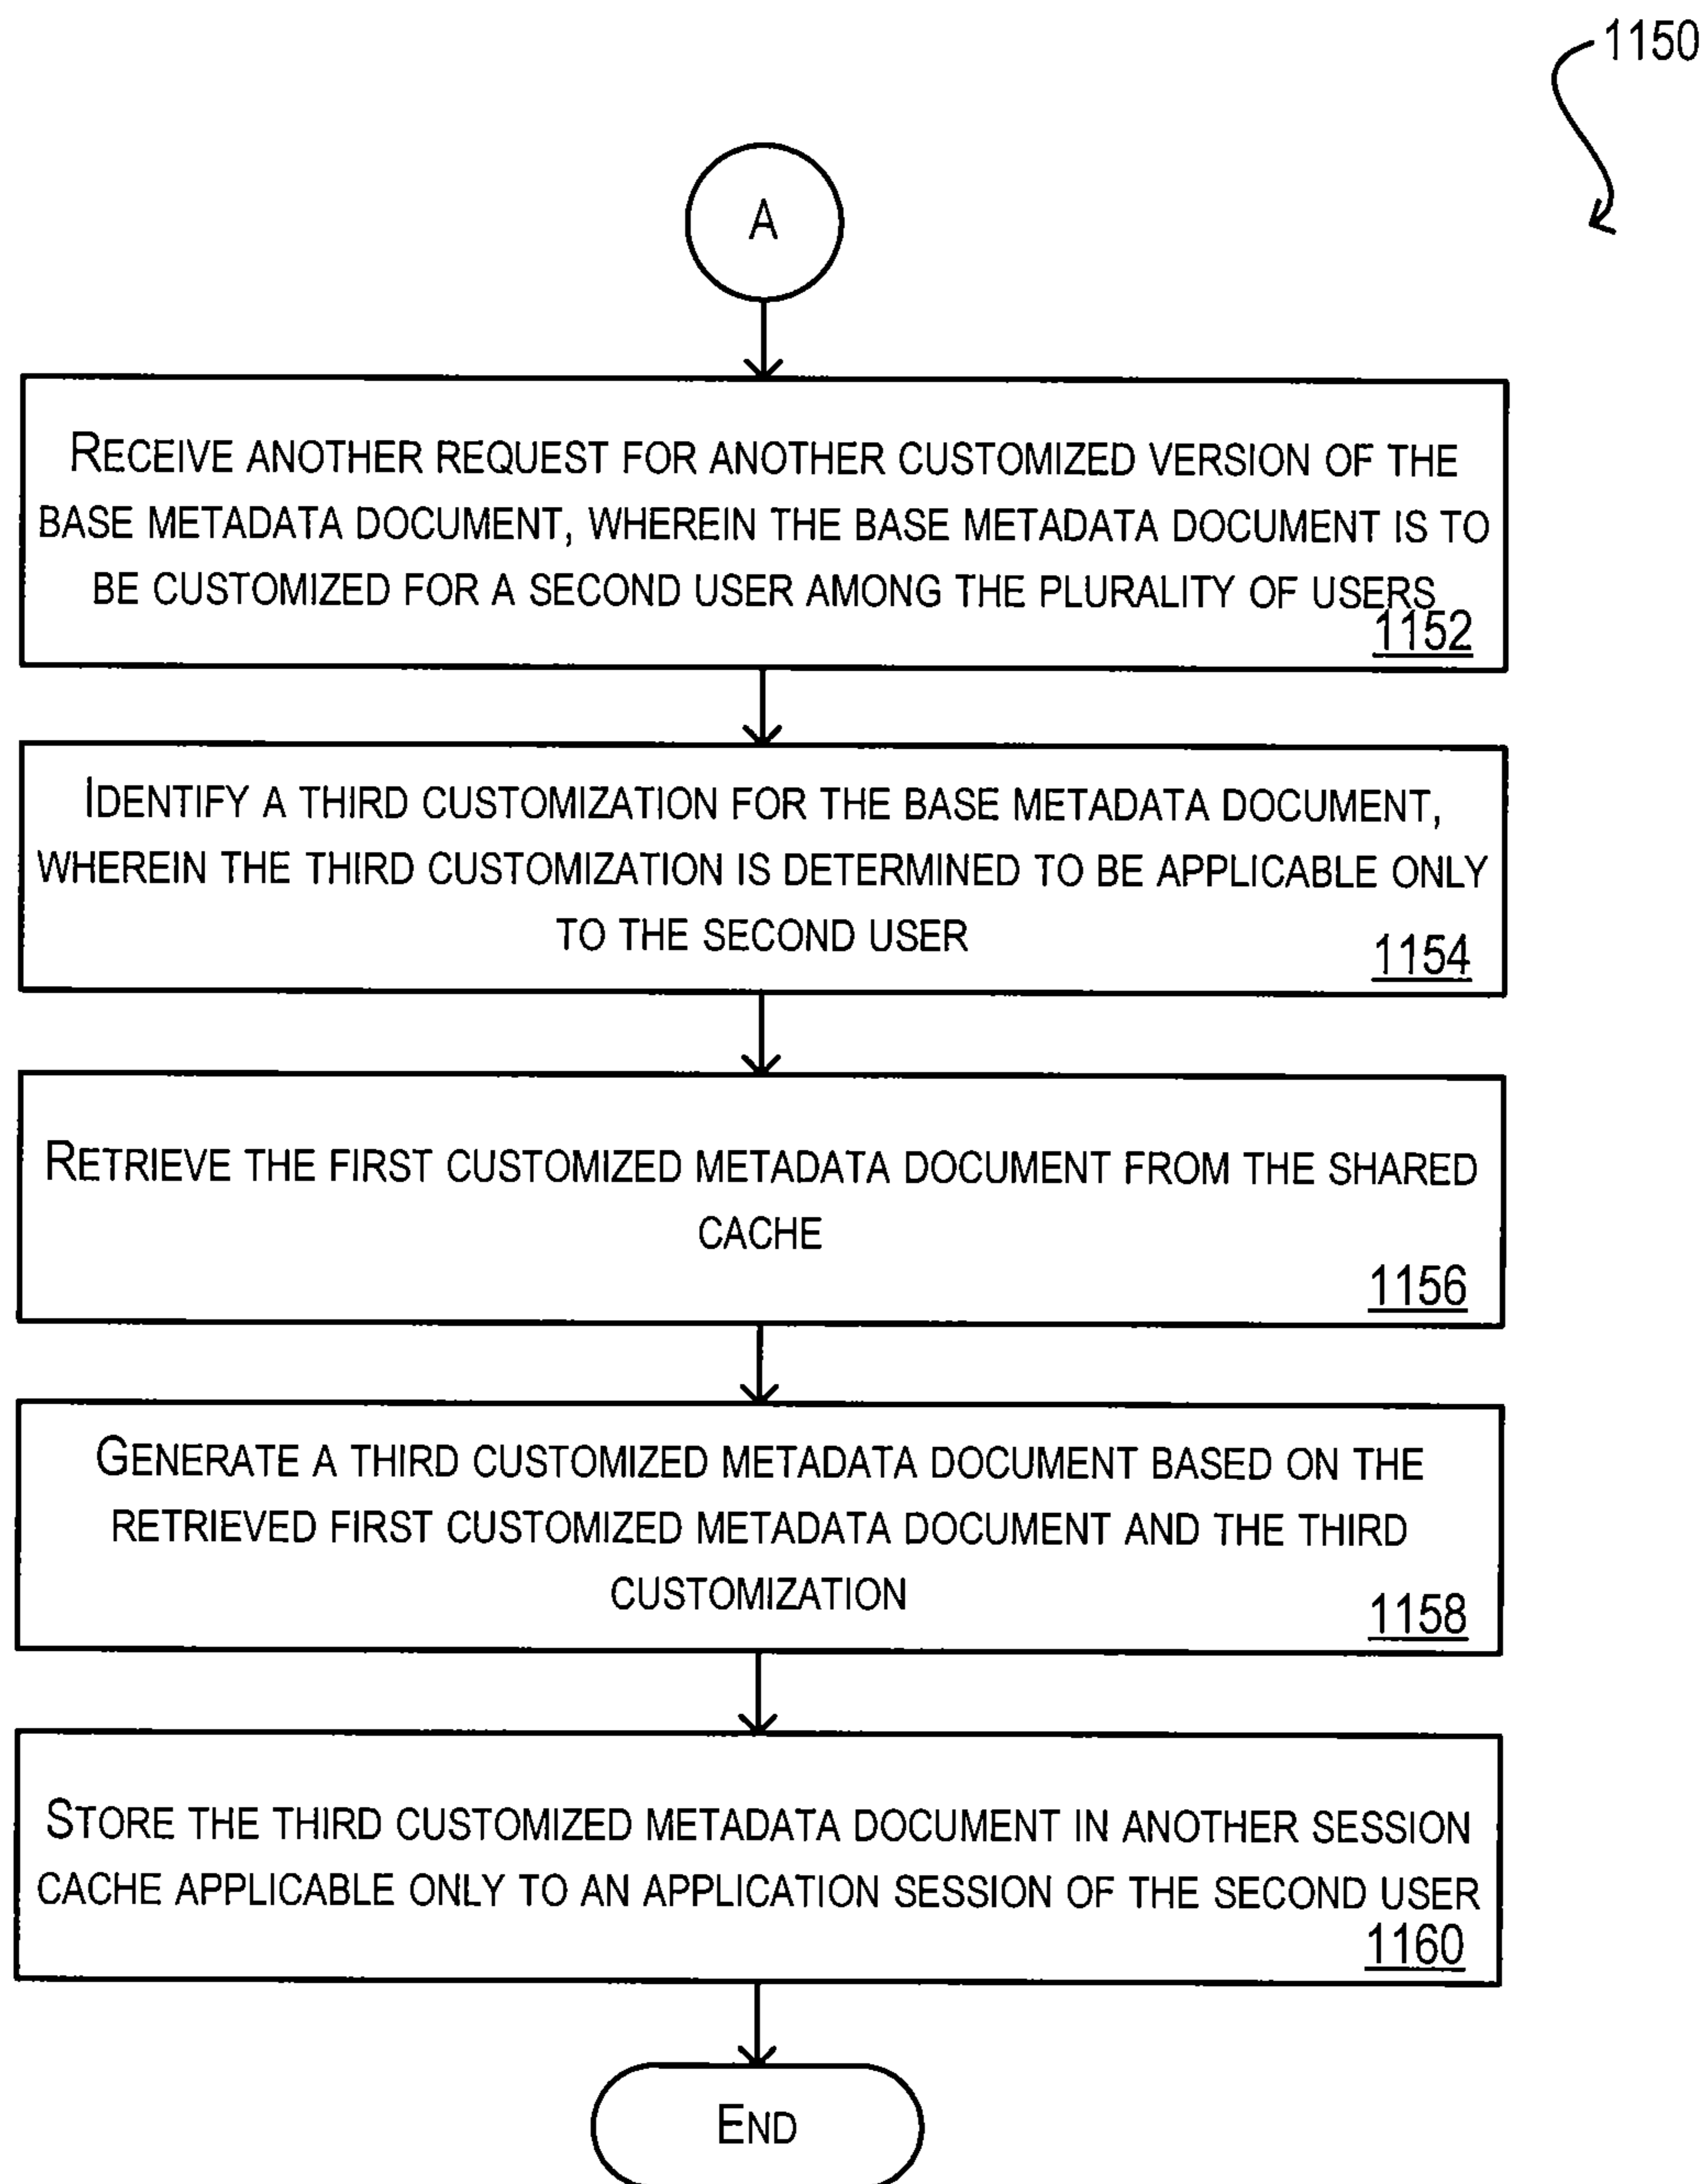 1150
A
RECEIVE ANOTHER REQUEST FOR ANOTHER CUSTOMIZED VERSION OF THE
BASE METADATA DOCUMENT, WHEREIN THE BASE METADATA DOCUMENT IS TO
BE CUSTOMIZED FOR A SECOND USER AMONG THE PLURALITY OF USERS
1152
IDENTIFY A THIRD CUSTOMIZATION FOR THE BASE METADATA DOCUMENT,
WHEREIN THE THIRD CUSTOMIZATION IS DETERMINED TO BE APPLICABLE ONLY
TO THE SECOND USER
1154
RETRIEVE THE FIRST CUSTOMIZED METADATA DOCUMENT FROM THE SHARED
CACHE
1156
GENERATE A THIRD CUSTOMIZED METADATA DOCUMENT BASED ON THE
RETRIEVED FIRST CUSTOMIZED METADATA DOCUMENT AND THE THIRD
CUSTOMIZATION
1158
STORE THE THIRD CUSTOMIZED METADATA DOCUMENT IN ANOTHER SESSION
CACHE APPLICABLE ONLY TO AN APPLICATION SESSION OF THE SECOND USER
1160
END